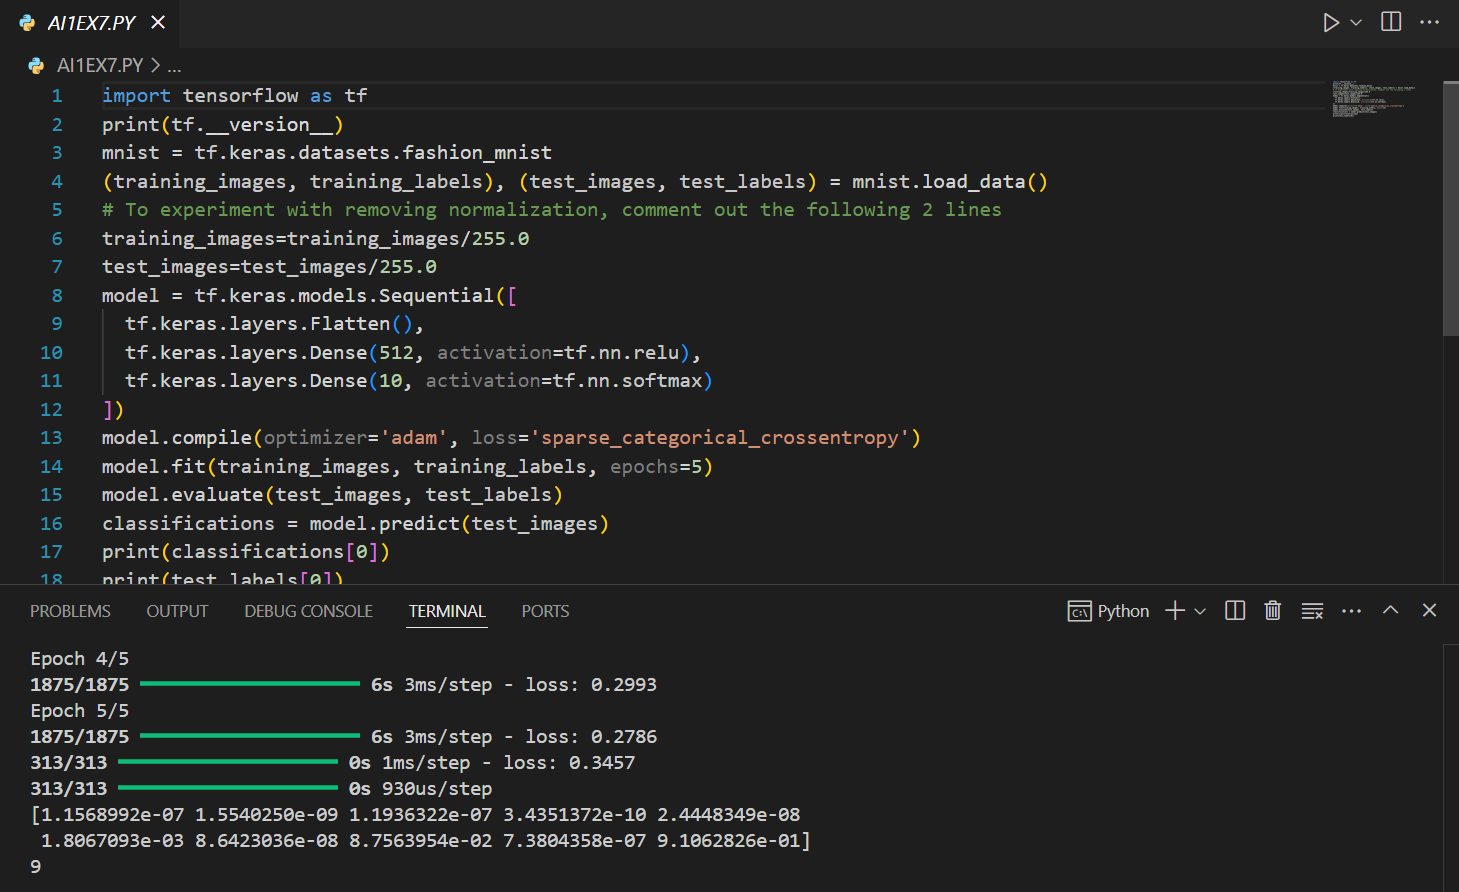 AI1EX7.PY
AI1EX7.PY > ...
1 import tensorflow as tf
2 print(tf.__version__)
3 mnist = tf.keras.datasets.fashion_mnist
4 (training_images, training_labels), (test_images, test_labels) = mnist.load_data()
5 # To experiment with removing normalization, comment out the following 2 lines
6 training_images=training_images/255.0
7 test_images=test_images/255.0
8 model = tf.keras.models.Sequential([
9   tf.keras.layers.Flatten(),
10   tf.keras.layers.Dense(512, activation=tf.nn.relu),
11   tf.keras.layers.Dense(10, activation=tf.nn.softmax)
12 ])
13 model.compile(optimizer='adam', loss='sparse_categorical_crossentropy')
14 model.fit(training_images, training_labels, epochs=5)
15 model.evaluate(test_images, test_labels)
16 classifications = model.predict(test_images)
17 print(classifications[0])
18 print(test_labels[0])
PROBLEMS OUTPUT DEBUG CONSOLE TERMINAL PORTS Python
Epoch 4/5
1875/1875 6s 3ms/step - loss: 0.2993
Epoch 5/5
1875/1875 6s 3ms/step - loss: 0.2786
313/313 0s 1ms/step - loss: 0.3457
313/313 0s 930us/step
[1.1568992e-07 1.5540250e-09 1.1936322e-07 3.4351372e-10 2.4448349e-08
 1.8067093e-03 8.6423036e-08 8.7563954e-02 7.3804358e-07 9.1062826e-01]
9